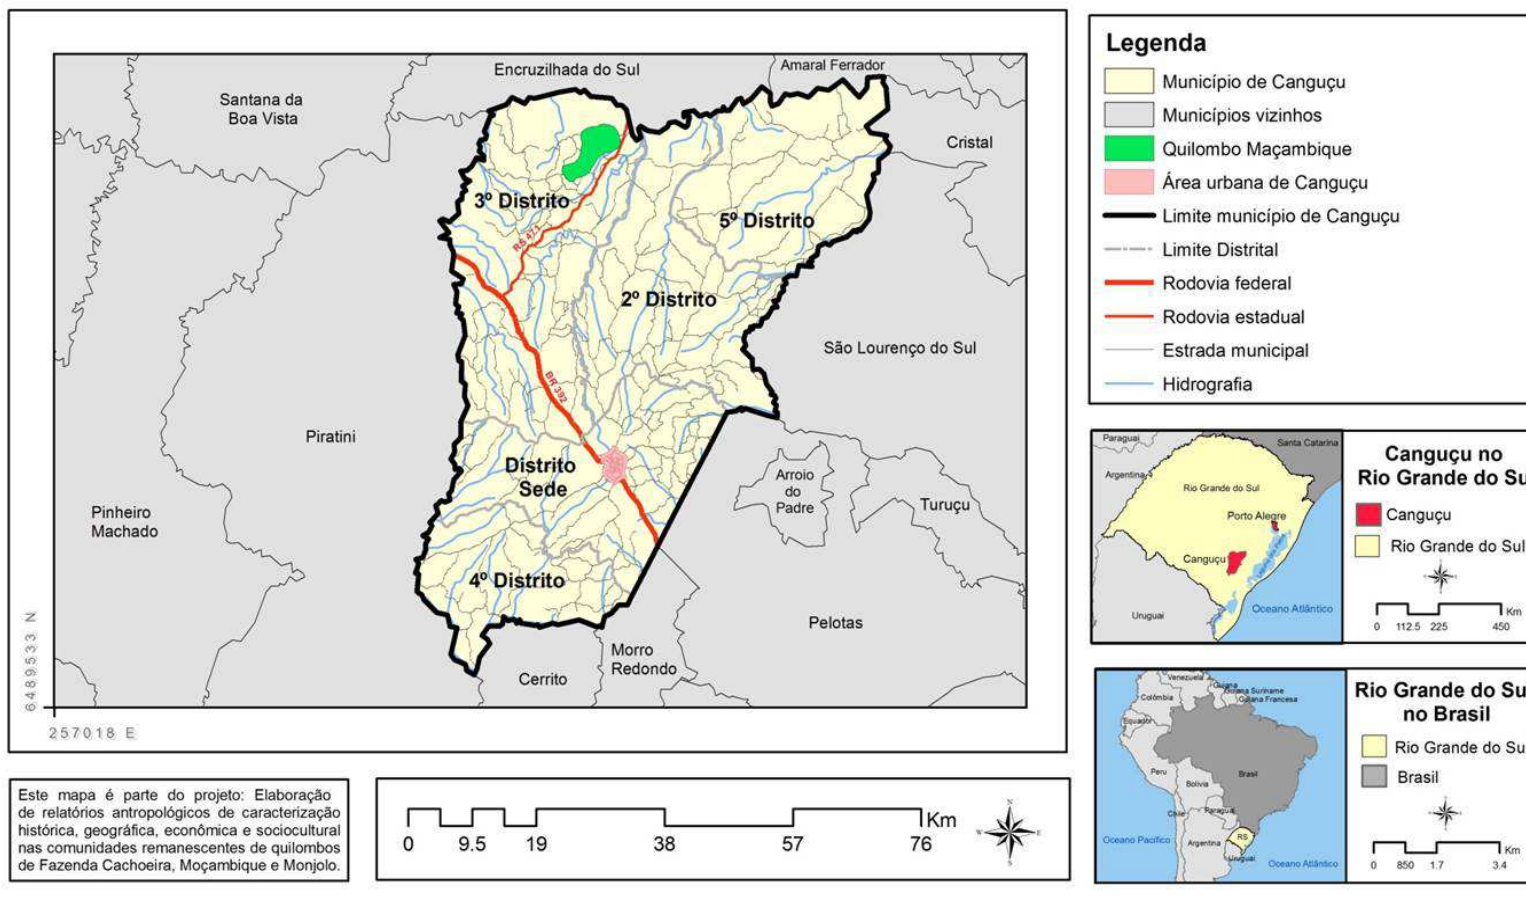 Encruzilhada do Sul
Amaral Ferrador
Santana da
Boa Vista
Cristal
3º Distrito
5º Distrito
RS 471
2º Distrito
São Lourenço do Sul
BR 392
Piratini
Distrito
Sede
Arroio
do
Padre
Turuçu
Pinheiro
Machado
4º Distrito
Pelotas
Morro
Redondo
Cerrito
6489533 N
257018 E
Legenda
Município de Canguçu
Municípios vizinhos
Quilombo Maçambique
Área urbana de Canguçu
Limite município de Canguçu
Limite Distrital
Rodovia federal
Rodovia estadual
Estrada municipal
Hidrografia
Paraguai
Santa Catarina
Argentina
Rio Grande do Sul
Porto Alegre
Canguçu
Uruguai
Oceano Atlântico
Canguçu no
Rio Grande do Su
Canguçu
Rio Grande do Sul
Km
0 112.5 225 450
Venezuela
Guiana
Guiana Francesa
Suriname
Colômbia
Equador
Peru
Brasil
Bolivia
Chile
Paraguai
RS
Oceano Pacífico
Argentina
Uruguai
Oceano Atlântico
Rio Grande do Su
no Brasil
Rio Grande do Su
Brasil
Km
0 850 1.7 3.4
Este mapa é parte do projeto: Elaboração
de relatórios antropológicos de caracterização
histórica, geográfica, econômica e sociocultural
nas comunidades remanescentes de quilombos
de Fazenda Cachoeira, Moçambique e Monjolo.
Km
0 9.5 19 38 57 76
N
W E
S